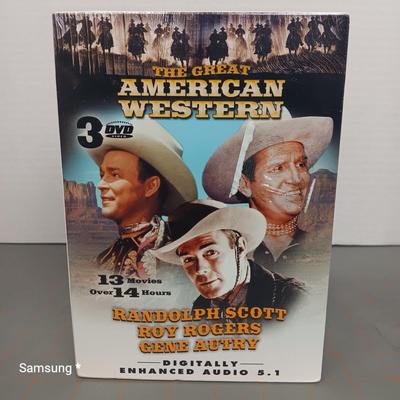 THE GREAT
AMERICAN
WESTERN
3 DVD
VIDEO
13 Movies
Over 14 Hours
RANDOLPH SCOTT
ROY ROGERS
GENE AUTRY
DIGITALLY
ENHANCED AUDIO 5.1
Samsung *